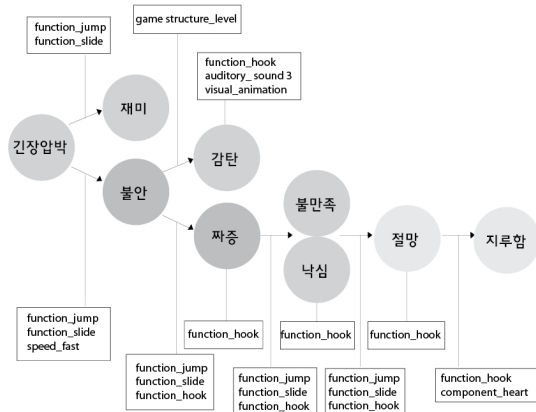 game structure_level
function_jump
function_slide
function_hook
auditory_ sound 3
visual_animation
재미
긴장압박
감탄
불안
불만족
짜증
절망
지루함
낙심
function_jump
function_slide
speed_fast
function_hook
function_hook
function_hook
function_jump
function_slide
function_hook
function_jump
function_slide
function_hook
function_jump
function_slide
function_hook
function_hook
component_heart